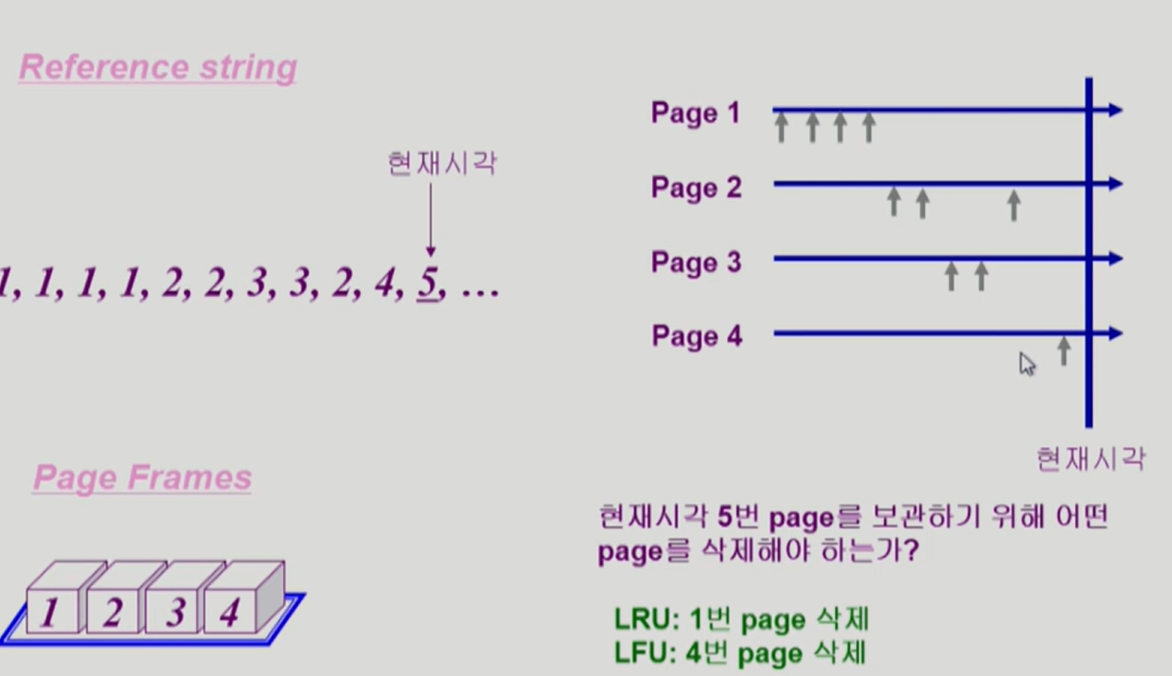 Reference string
현재시각
1, 1, 1, 1, 2, 2, 3, 3, 2, 4, 5, ...
Page Frames
1 2 3 4
Page 1
Page 2
Page 3
Page 4
현재시각
현재시각 5번 page를 보관하기 위해 어떤
page를 삭제해야 하는가?
LRU: 1번 page 삭제
LFU: 4번 page 삭제